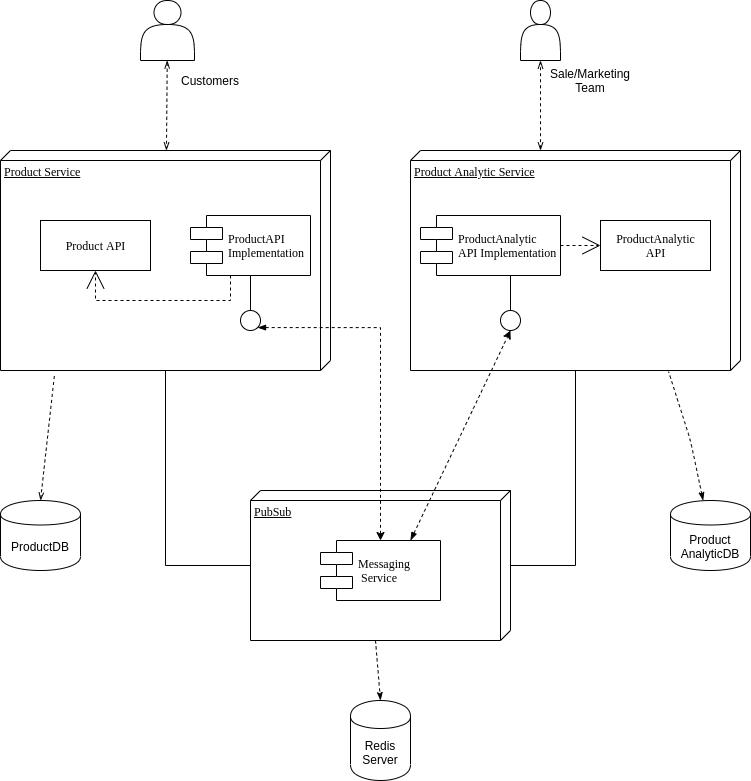 Customers
Sale/Marketing
Team
Product Service
Product API
ProductAPI
Implementation
Product Analytic Service
ProductAnalytic
API Implementation
ProductAnalytic
API
ProductDB
PubSub
Messaging
Service
Product
AnalyticDB
Redis
Server